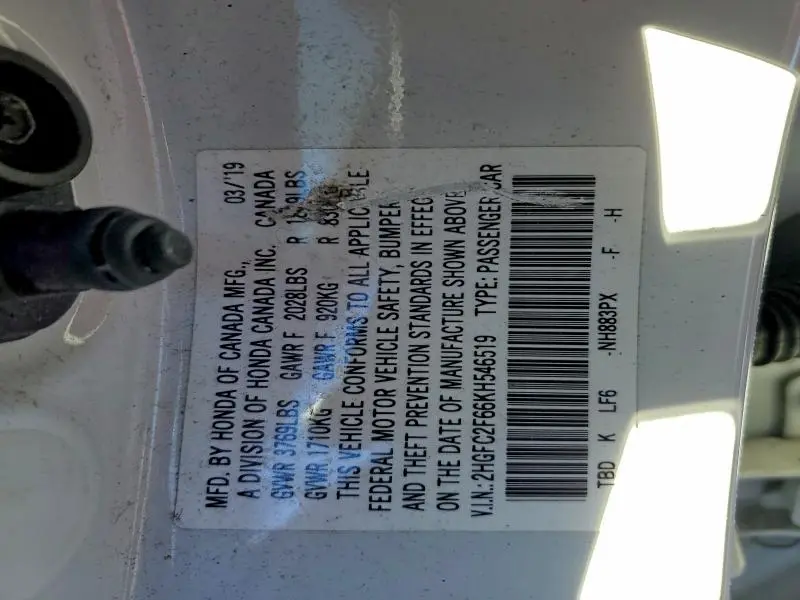 MFD. BY HONDA OF CANADA MFG., 03/'19
A DIVISION OF HONDA CANADA INC. CANADA
GVWR 3769LBS GAWR F 2028LBS R
GVWR 1710KG GAWR F 920KG R
THIS VEHICLE CONFORMS TO ALL APPLICABLE
FEDERAL MOTOR VEHICLE SAFETY, BUMPER
AND THEFT PREVENTION STANDARDS IN EFFECT
ON THE DATE OF MANUFACTURE SHOWN ABOVE
V.I.N.: 2HGFC2F66KH546519 TYPE: PASSENGER CAR
TBD K LF6 -NH883PX -F -H